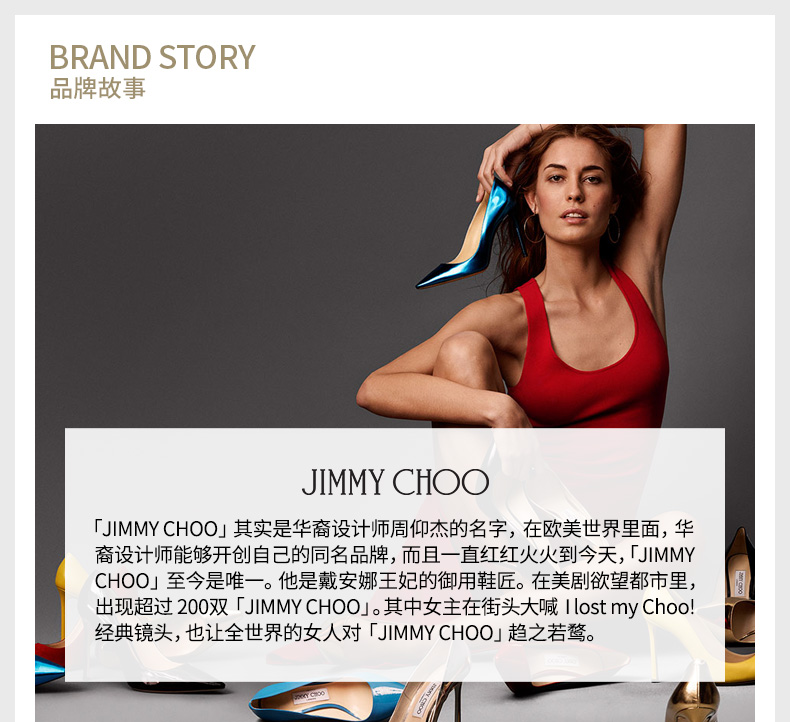 BRAND STORY
品牌故事
JIMMY CHOO
「JIMMY CHOO」其实是华裔设计师周仰杰的名字，在欧美世界里面，华
裔设计师能够开创自己的同名品牌，而且一直红红火火到今天，「JIMMY
CHOO」至今是唯一。他是戴安娜王妃的御用鞋匠。在美剧欲望都市里，
出现超过 200双「JIMMY CHOO」。其中女主在街头大喊 I lost my Choo!
经典镜头，也让全世界的女人对「JIMMY CHOO」趋之若鹜。
JIMMY CHOO